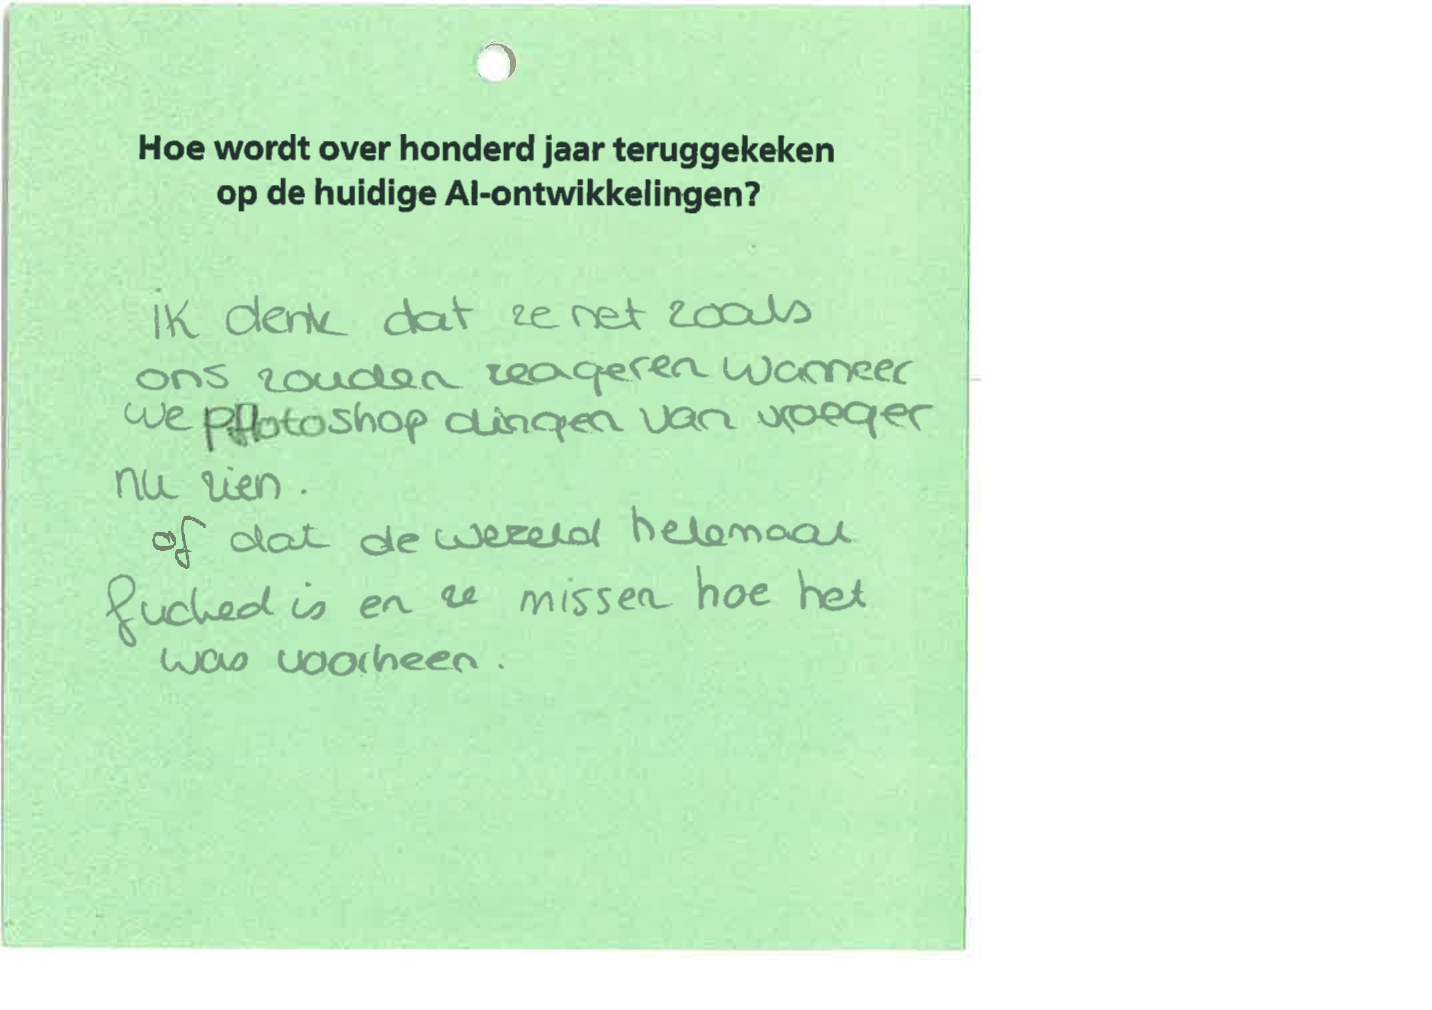 Hoe wordt over honderd jaar teruggekeken
op de huidige AI-ontwikkelingen?
ik denk dat ze net zoals
ons zouden reageren wanneer
we photoshop dingen van vroeger
nu zien.
of dat de wereld helemaal
fucked is en ze missen hoe het
was voorheen.